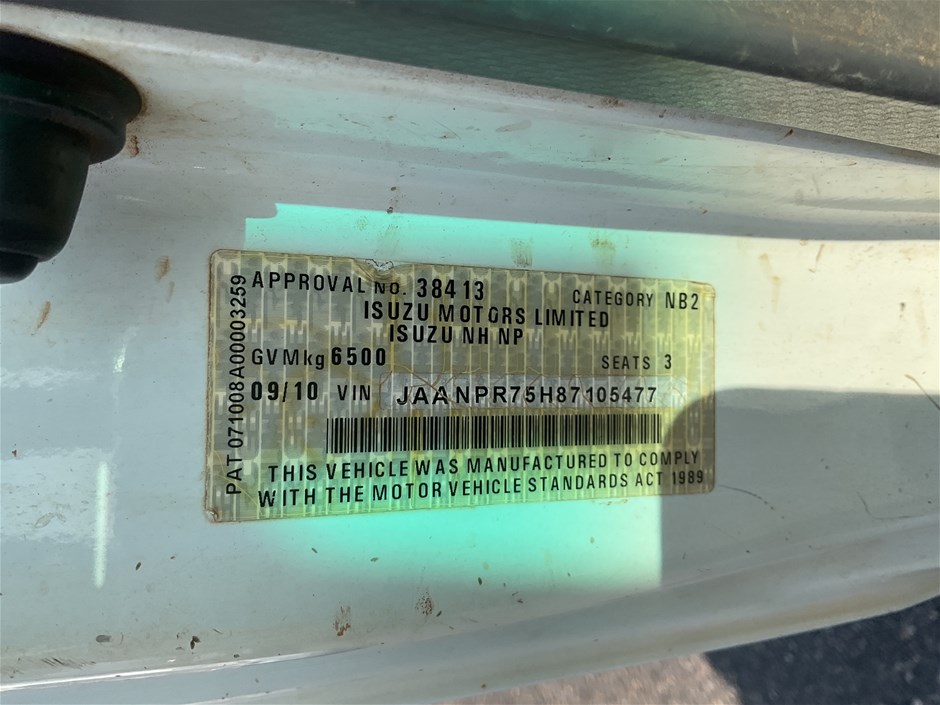 APPROVAL NO. 38413 CATEGORY NB2
ISUZU MOTORS LIMITED
ISUZU NH NP
GVMkg 6500 SEATS 3
09/10 VIN JAANPR75H87105477
THIS VEHICLE WAS MANUFACTURED TO COMPLY
WITH THE MOTOR VEHICLE STANDARDS ACT 1989
PAT 071008A00003259